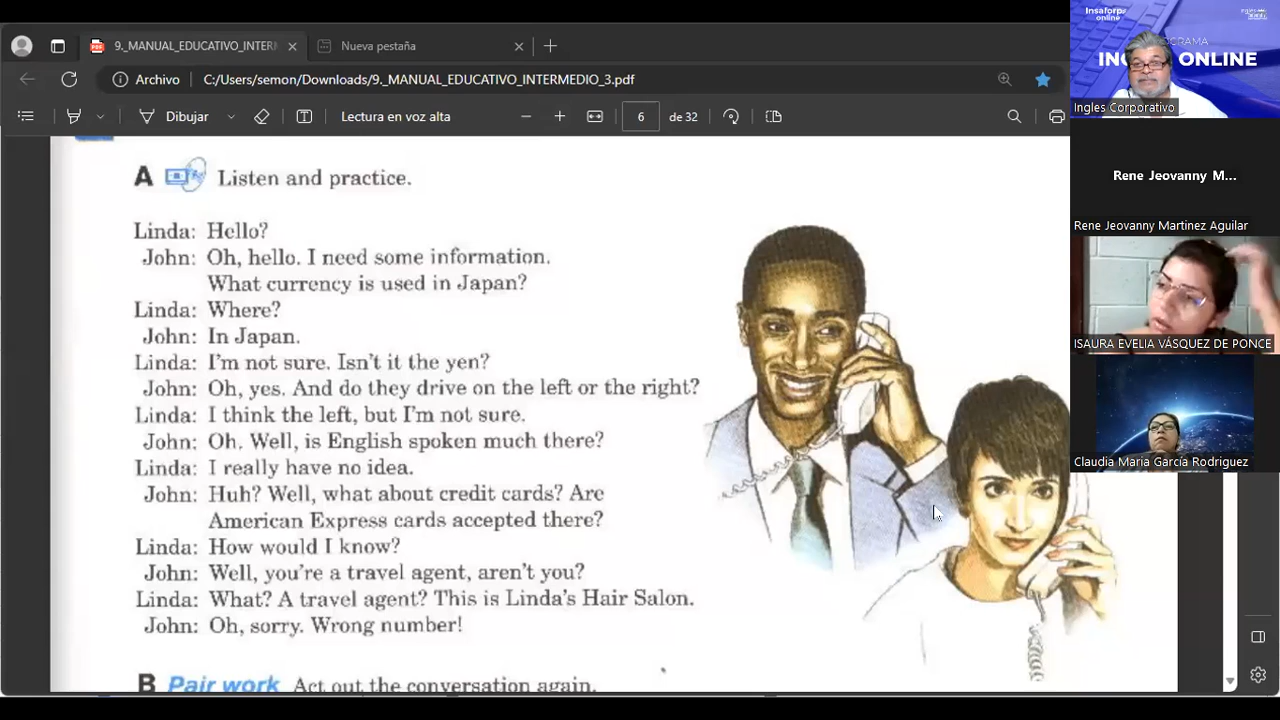 9._MANUAL_EDUCATIVO_INTERI
Nueva pestaña
Archivo
C:/Users/semon/Downloads/9._MANUAL_EDUCATIVO_INTERMEDIO_3.pdf
Dibujar
Lectura en voz alta
6
de 32
A Listen and practice.
Linda: Hello?
John: Oh, hello. I need some information.
What currency is used in Japan?
Linda: Where?
John: In Japan.
Linda: I'm not sure. Isn't it the yen?
John: Oh, yes. And do they drive on the left or the right?
Linda: I think the left, but I'm not sure.
John: Oh. Well, is English spoken much there?
Linda: I really have no idea.
John: Huh? Well, what about credit cards? Are
American Express cards accepted there?
Linda: How would I know?
John: Well, you're a travel agent, aren't you?
Linda: What? A travel agent? This is Linda's Hair Salon.
John: Oh, sorry. Wrong number!
B Pair work Act out the conversation again.
Insaforp
online
ING ONLINE
Ingles Corporativo
Rene Jeovanny M...
Rene Jeovanny Martinez Aguilar
ISAURA EVELIA VÁSQUEZ DE PONCE
Claudia Maria García Rodriguez